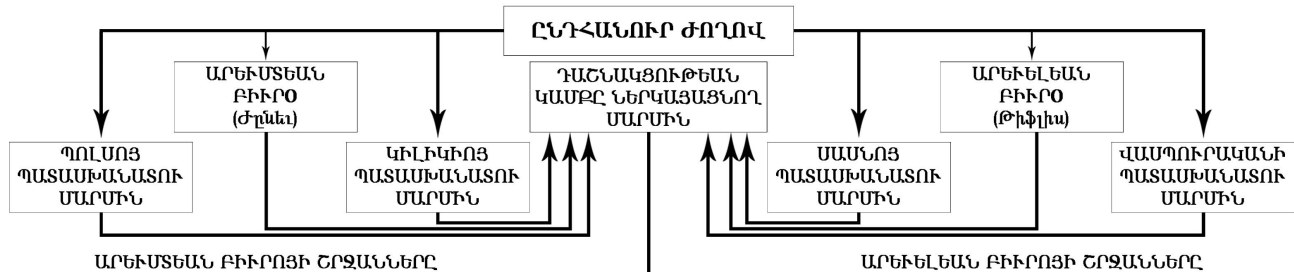 ԸՆԴՀԱՆՈՒՐ ԺՈՂՈՎ
ԱՐԵՒՄՏԵԱՆ
ԲԻՒՐՕ
(Ժընեւ)
ԴԱՇՆԱԿՑՈՒԹԵԱՆ
ԿԱՄՔԸ ՆԵՐԿԱՅԱՑՆՈՂ
ՄԱՐՄԻՆ
ԱՐԵՒԵԼԵԱՆ
ԲԻՒՐՕ
(Թիֆլիս)
ՊՈԼՍՈՅ
ՊԱՏԱՍԽԱՆԱՏՈՒ
ՄԱՐՄԻՆ
ԿԻԼԻԿԻՈՅ
ՊԱՏԱՍԽԱՆԱՏՈՒ
ՄԱՐՄԻՆ
ՍԱՍՆՈՅ
ՊԱՏԱՍԽԱՆԱՏՈՒ
ՄԱՐՄԻՆ
ՎԱՍՊՈՒՐԱԿԱՆԻ
ՊԱՏԱՍԽԱՆԱՏՈՒ
ՄԱՐՄԻՆ
ԱՐԵՒՄՏԵԱՆ ԲԻՒՐՈՅԻ ՇՐՋԱՆՆԵՐԸ
ԱՐԵՒԵԼԵԱՆ ԲԻՒՐՈՅԻ ՇՐՋԱՆՆԵՐԸ